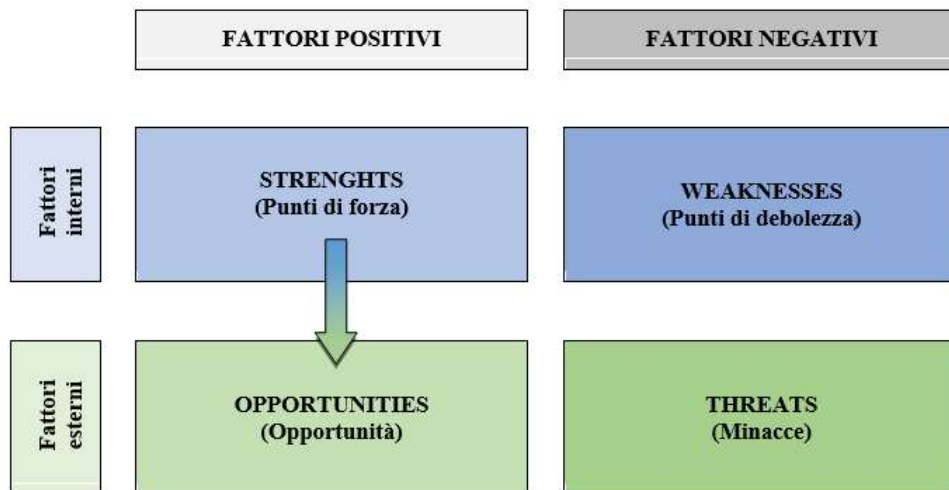 FATTORI POSITIVI
FATTORI NEGATIVI
Fattori
interni
STRENGHTS
(Punti di forza)
WEAKNESSES
(Punti di debolezza)
Fattori
esterni
OPPORTUNITIES
(Opportunità)
THREATS
(Minacce)